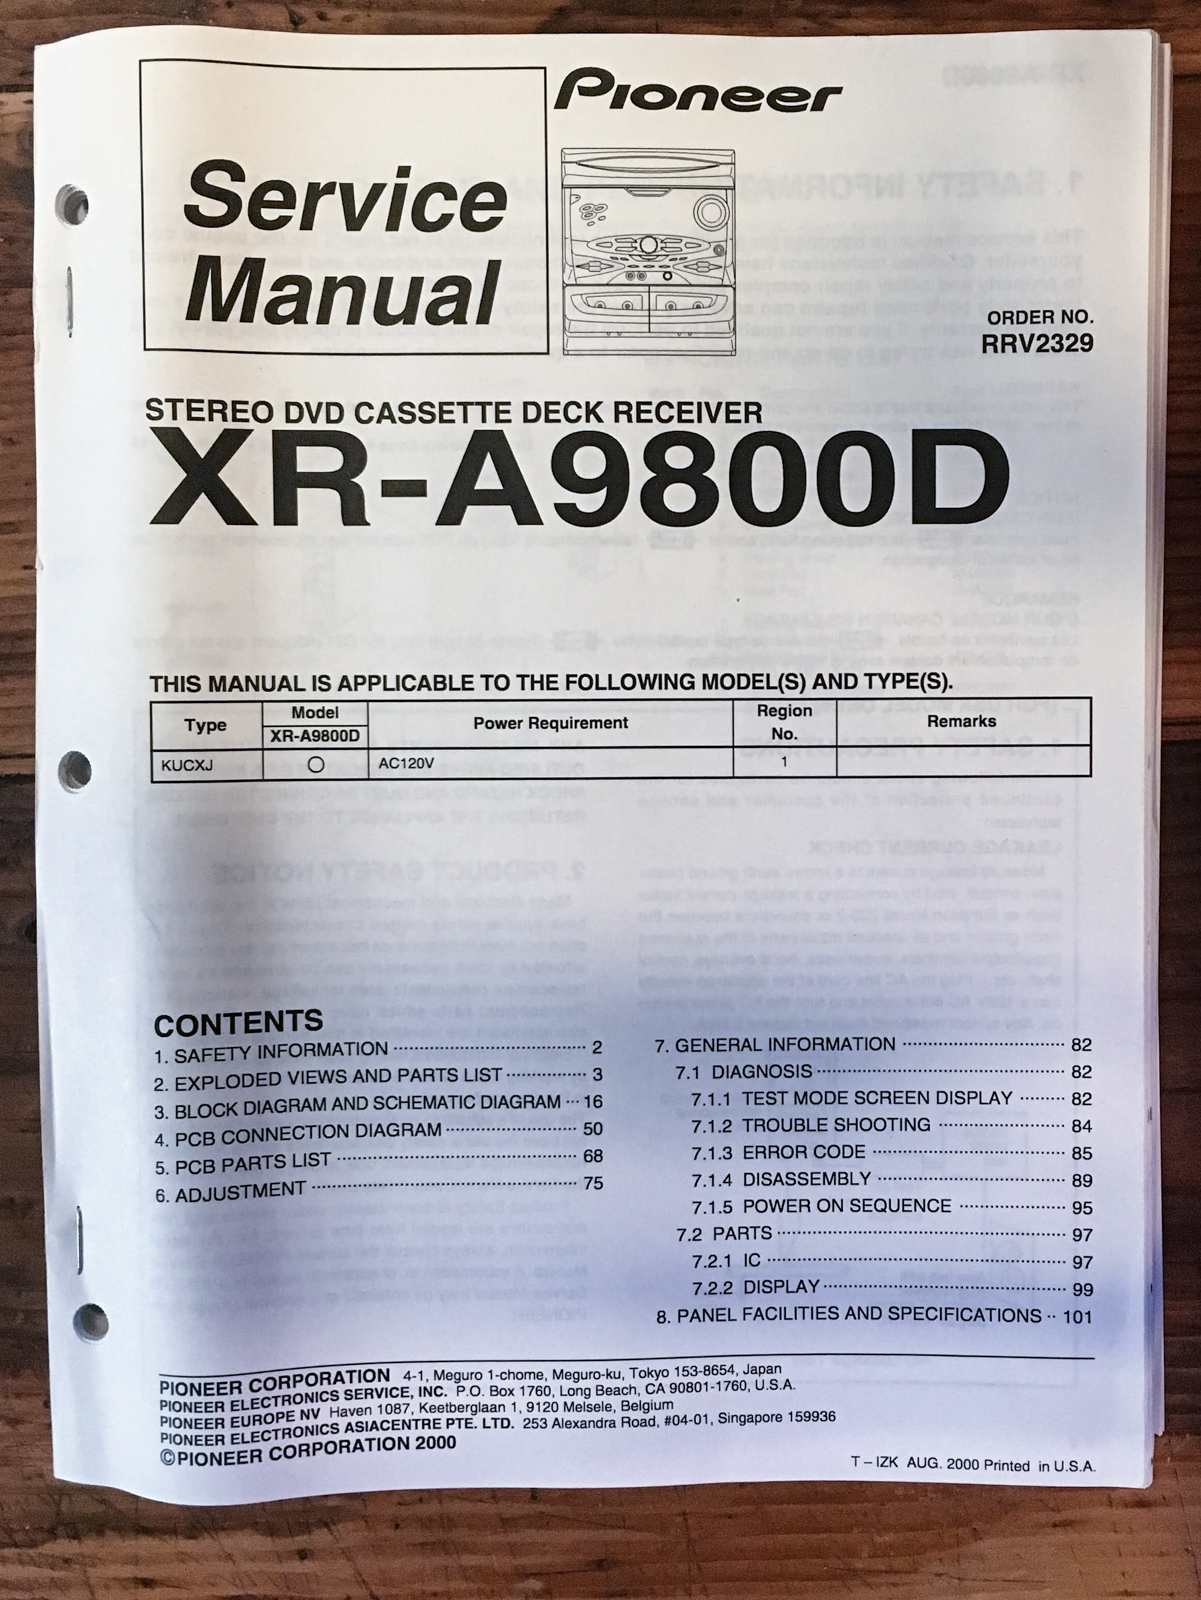 Pioneer
Service
Manual
ORDER NO.
RRV2329
STEREO DVD CASSETTE DECK RECEIVER
XR-A9800D
THIS MANUAL IS APPLICABLE TO THE FOLLOWING MODEL(S) AND TYPE(S).
Type Model Power Requirement Region No. Remarks
XR-A9800D
KUCXJ ○ AC120V 1
CONTENTS
1. SAFETY INFORMATION 2
2. EXPLODED VIEWS AND PARTS LIST 3
3. BLOCK DIAGRAM AND SCHEMATIC DIAGRAM 16
4. PCB CONNECTION DIAGRAM 50
5. PCB PARTS LIST 68
6. ADJUSTMENT 75
7. GENERAL INFORMATION 82
7.1 DIAGNOSIS 82
7.1.1 TEST MODE SCREEN DISPLAY 82
7.1.2 TROUBLE SHOOTING 84
7.1.3 ERROR CODE 85
7.1.4 DISASSEMBLY 89
7.1.5 POWER ON SEQUENCE 95
7.2 PARTS 97
7.2.1 IC 97
7.2.2 DISPLAY 99
8. PANEL FACILITIES AND SPECIFICATIONS 101
PIONEER CORPORATION 4-1, Meguro 1-chome, Meguro-ku, Tokyo 153-8654, Japan
PIONEER ELECTRONICS SERVICE, INC. P.O. Box 1760, Long Beach, CA 90801-1760, U.S.A.
PIONEER EUROPE NV Haven 1087, Keetberglaan 1, 9120 Melsele, Belgium
PIONEER ELECTRONICS ASIACENTRE PTE. LTD. 253 Alexandra Road, #04-01, Singapore 159936
©PIONEER CORPORATION 2000
T – IZK AUG. 2000 Printed in U.S.A.